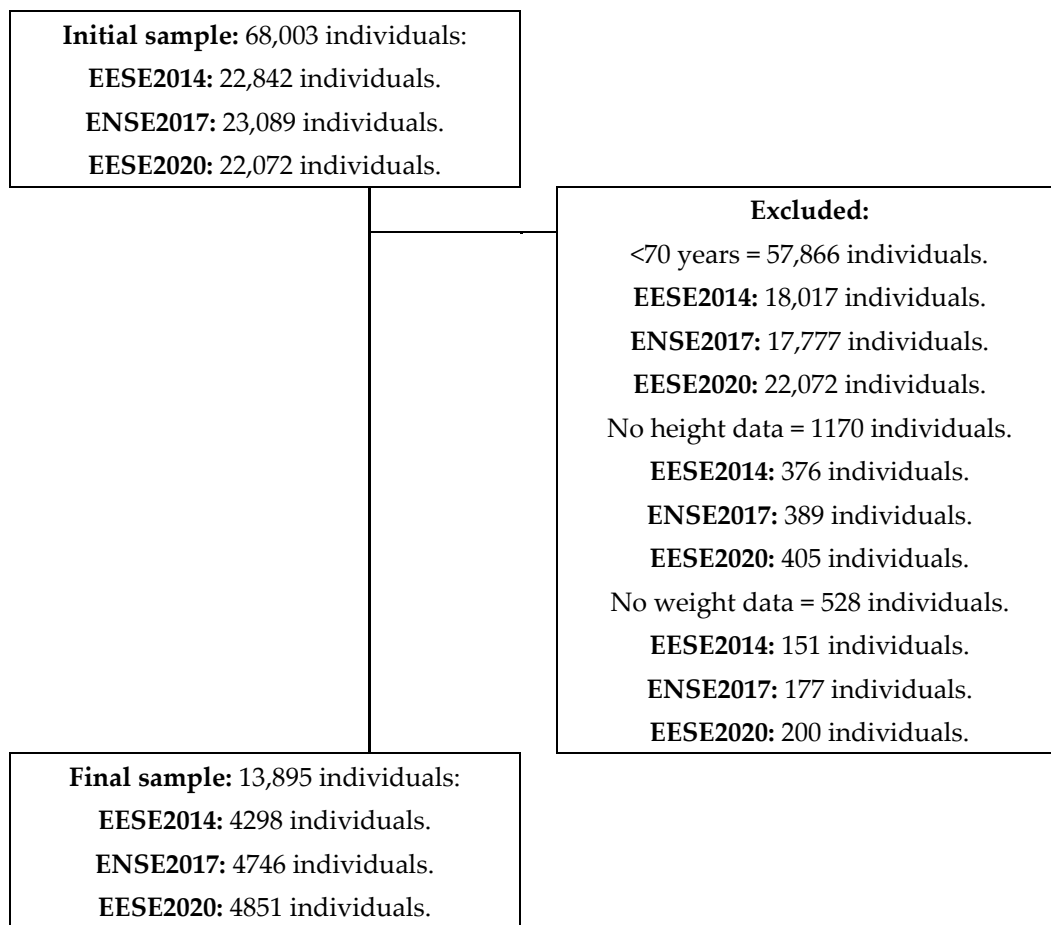 Initial sample: 68,003 individuals:
EESE2014: 22,842 individuals.
ENSE2017: 23,089 individuals.
EESE2020: 22,072 individuals.
Excluded:
<70 years = 57,866 individuals.
EESE2014: 18,017 individuals.
ENSE2017: 17,777 individuals.
EESE2020: 22,072 individuals.
No height data = 1170 individuals.
EESE2014: 376 individuals.
ENSE2017: 389 individuals.
EESE2020: 405 individuals.
No weight data = 528 individuals.
EESE2014: 151 individuals.
ENSE2017: 177 individuals.
EESE2020: 200 individuals.
Final sample: 13,895 individuals:
EESE2014: 4298 individuals.
ENSE2017: 4746 individuals.
EESE2020: 4851 individuals.